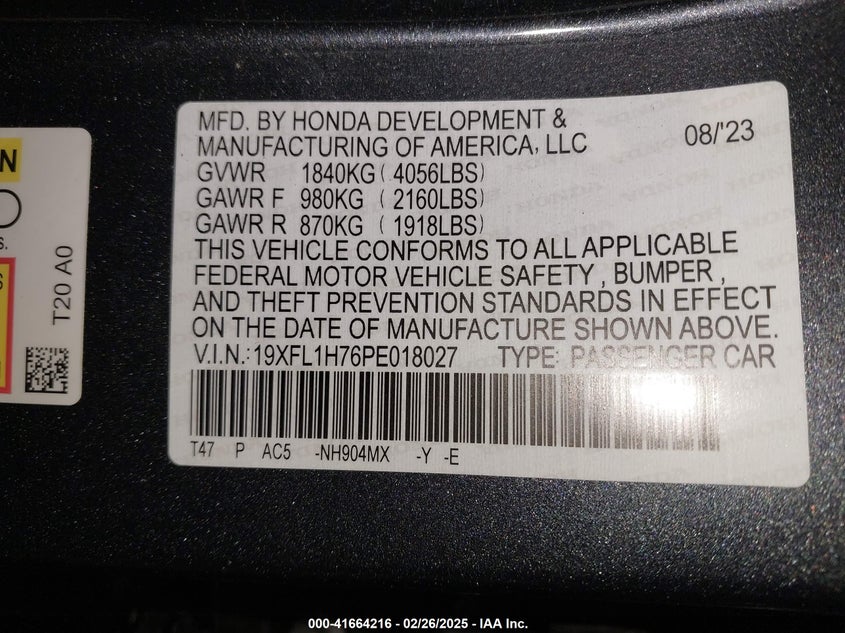 MFD. BY HONDA DEVELOPMENT &
MANUFACTURING OF AMERICA, LLC 08/'23
GVWR 1840KG ( 4056LBS)
GAWR F 980KG ( 2160LBS)
GAWR R 870KG ( 1918LBS)
THIS VEHICLE CONFORMS TO ALL APPLICABLE
FEDERAL MOTOR VEHICLE SAFETY , BUMPER ,
AND THEFT PREVENTION STANDARDS IN EFFECT
ON THE DATE OF MANUFACTURE SHOWN ABOVE.
V.I.N.:19XFL1H76PE018027 TYPE: PASSENGER CAR
T47 P AC5 -NH904MX -Y -E
N
S.
T20 A0
000-41664216 - 02/26/2025 - IAA Inc.